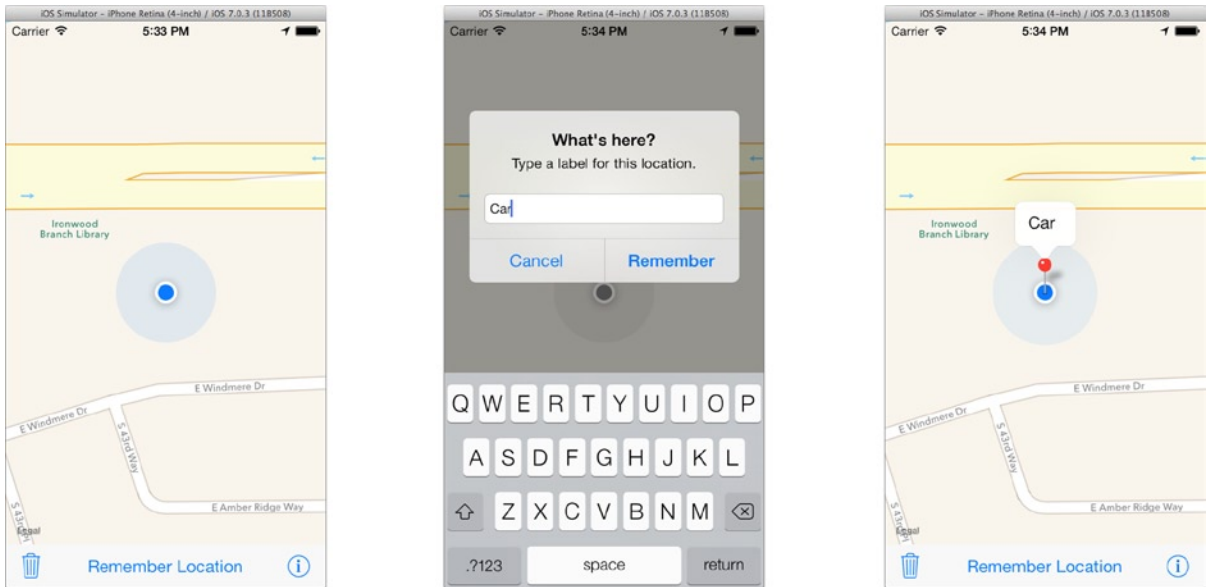 iOS Simulator – iPhone Retina (4-inch) / iOS 7.0.3 (11B508)
Carrier 5:33 PM
Ironwood
Branch Library
E Windmere Dr
E Windmere Dr
S 43rd Way
E Amber Ridge Way
S 43rd Pl
Legal
Remember Location
iOS Simulator – iPhone Retina (4-inch) / iOS 7.0.3 (11B508)
Carrier 5:34 PM
What's here?
Type a label for this location.
Car
Cancel Remember
Q W E R T Y U I O P
A S D F G H J K L
Z X C V B N M
.?123 space return
iOS Simulator – iPhone Retina (4-inch) / iOS 7.0.3 (11B508)
Carrier 5:34 PM
Ironwood
Branch Library
Car
E Windmere Dr
E Windmere Dr
S 43rd Way
E Amber Ridge Way
S 43rd Pl
Legal
Remember Location